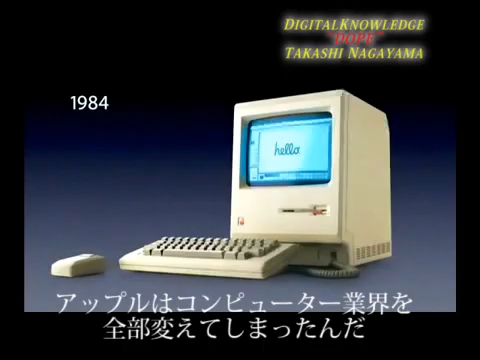 DIGITALKNOWLEDGE
"DOPE"
TAKASHI NAGAYAMA
1984
hello.
アップルはコンピューター業界を
全部変えてしまったんだ